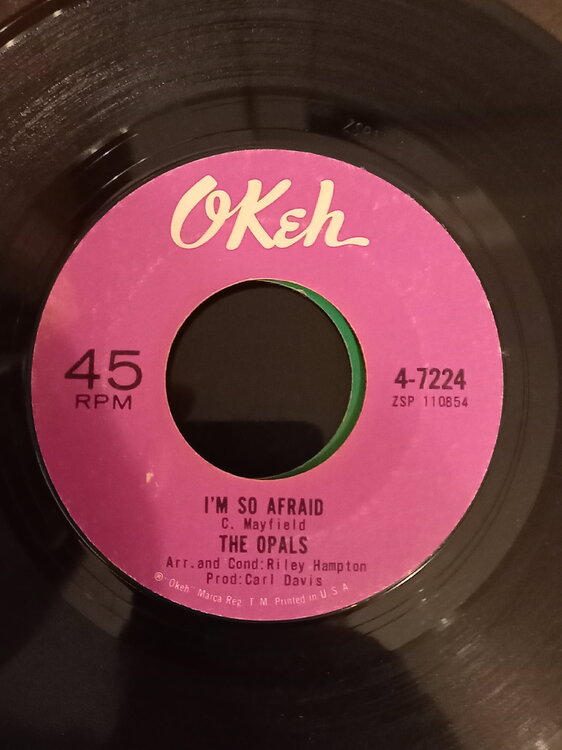 OKeh
45
RPM
4-7224
ZSP 110854
I'M SO AFRAID
C. Mayfield
THE OPALS
Arr.and Cond:Riley Hampton
Prod:Carl Davis
® "Okeh" Marca Reg. T M. Printed in U.S.A.